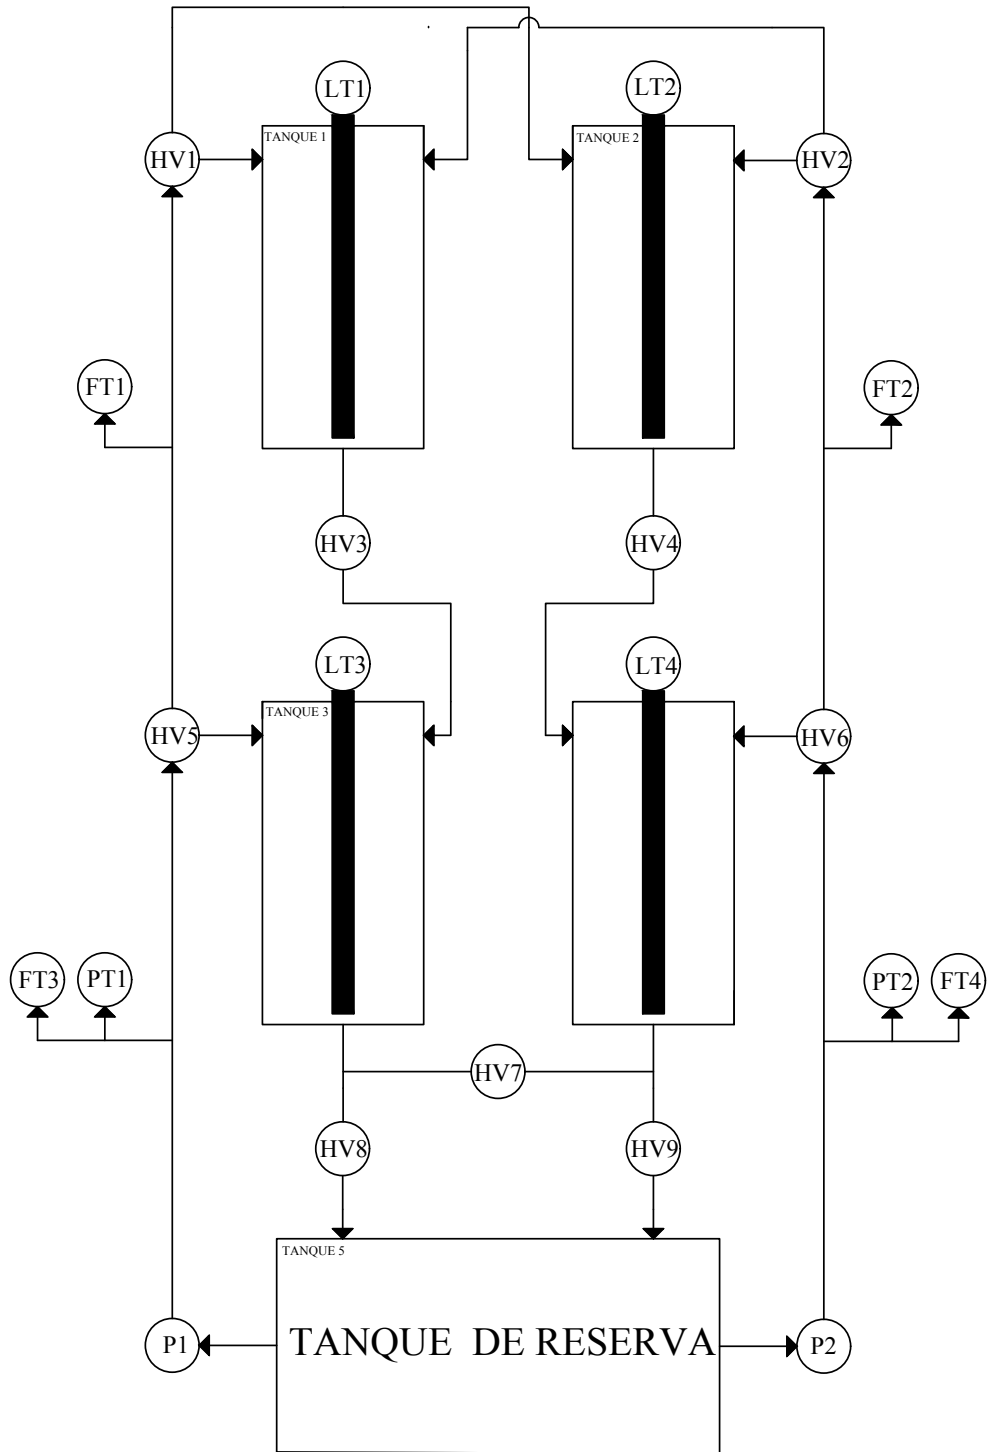 LT1
LT2
TANQUE 1
TANQUE 2
HV1
HV2
FT1
FT2
HV3
HV4
LT3
LT4
TANQUE 3
HV5
HV6
FT3
PT1
PT2
FT4
HV7
HV8
HV9
TANQUE 5
P1
TANQUE DE RESERVA
P2